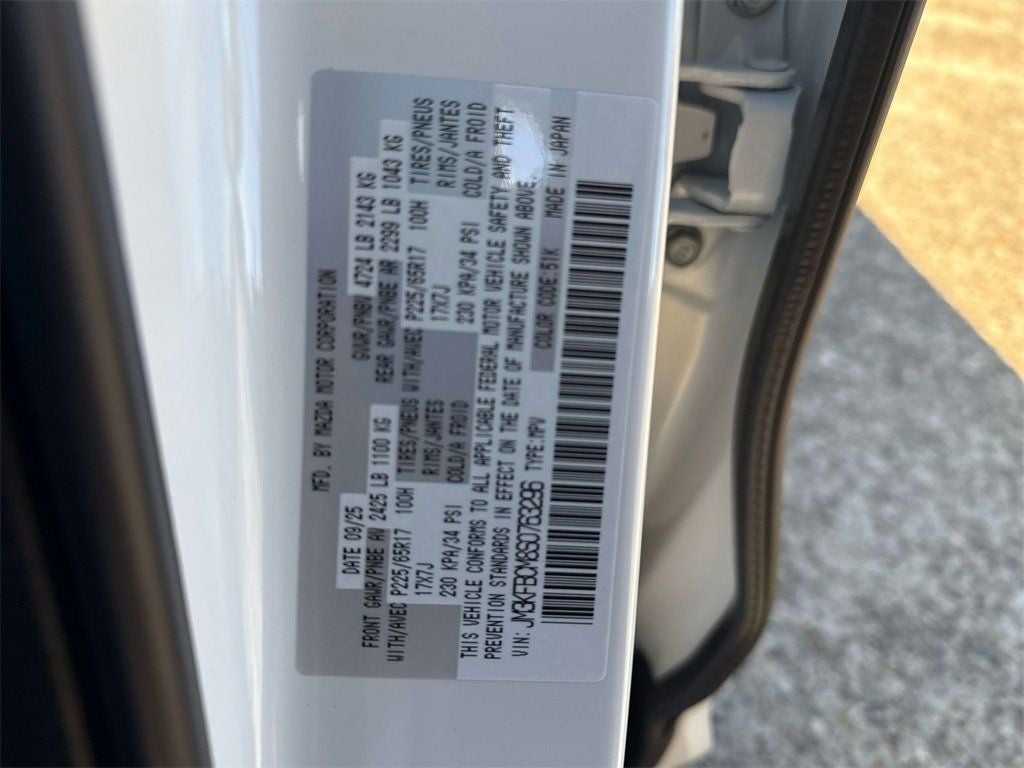 MFD. BY MAZDA MOTOR CORPORATION
DATE 09/25 GVWR/PNBV 4724 LB 2143 KG
FRONT GAWR/PNBE AV 2425 LB 1100 KG REAR GAWR/PNBE AR 2299 LB 1043 KG
WITH/AVEC P225/65R17 100H TIRES/PNEUS WITH/AVEC P225/65R17 100H TIRES/PNEUS
17X7J RIMS/JANTES 17X7J RIMS/JANTES
230 KPA/34 PSI COLD/A FROID 230 KPA/34 PSI COLD/A FROID
THIS VEHICLE CONFORMS TO ALL APPLICABLE FEDERAL MOTOR VEHICLE SAFETY AND THEFT
PREVENTION STANDARDS IN EFFECT ON THE DATE OF MANUFACTURE SHOWN ABOVE.
VIN: JM3KFBCM8S0763296 TYPE:MPV COLOR CODE:51K MADE IN JAPAN